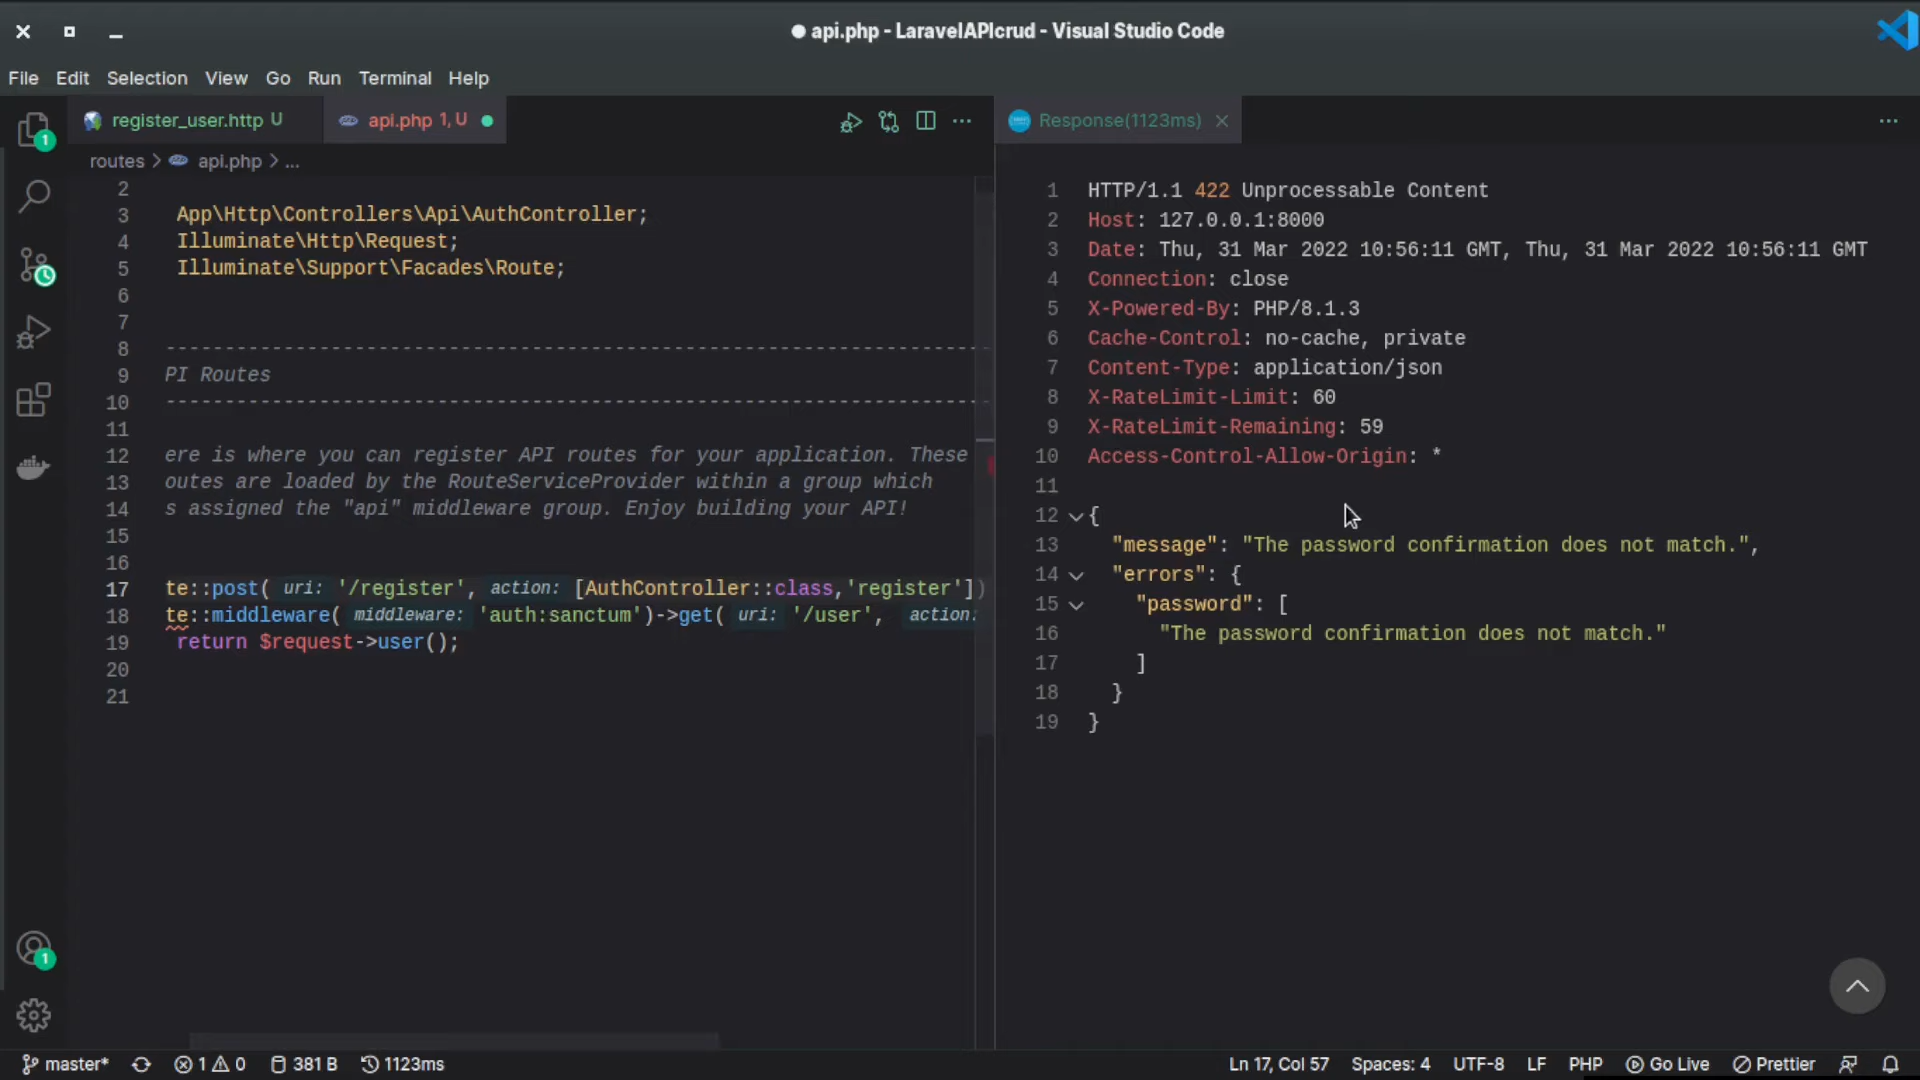 ● api.php - LaravelAPIcrud - Visual Studio Code
File Edit Selection View Go Run Terminal Help
register_user.http U
api.php 1, U
routes > api.php > ...
2
3 App\Http\Controllers\Api\AuthController;
4 Illuminate\Http\Request;
5 Illuminate\Support\Facades\Route;
6
7
8 --------------------------------------------------------------------------
9 PI Routes
10 --------------------------------------------------------------------------
11
12 ere is where you can register API routes for your application. These
13 outes are loaded by the RouteServiceProvider within a group which
14 s assigned the "api" middleware group. Enjoy building your API!
15
16
17 te::post( uri: '/register', action: [AuthController::class,'register'])
18 te::middleware( middleware: 'auth:sanctum')->get( uri: '/user', action:
19 return $request->user();
20
21
Response(1123ms)
1 HTTP/1.1 422 Unprocessable Content
2 Host: 127.0.0.1:8000
3 Date: Thu, 31 Mar 2022 10:56:11 GMT, Thu, 31 Mar 2022 10:56:11 GMT
4 Connection: close
5 X-Powered-By: PHP/8.1.3
6 Cache-Control: no-cache, private
7 Content-Type: application/json
8 X-RateLimit-Limit: 60
9 X-RateLimit-Remaining: 59
10 Access-Control-Allow-Origin: *
11
12 {
13 "message": "The password confirmation does not match.",
14 "errors": {
15 "password": [
16 "The password confirmation does not match."
17 ]
18 }
19 }
1
1
master* 1 0 381 B 1123ms
Ln 17, Col 57 Spaces: 4 UTF-8 LF PHP Go Live Prettier